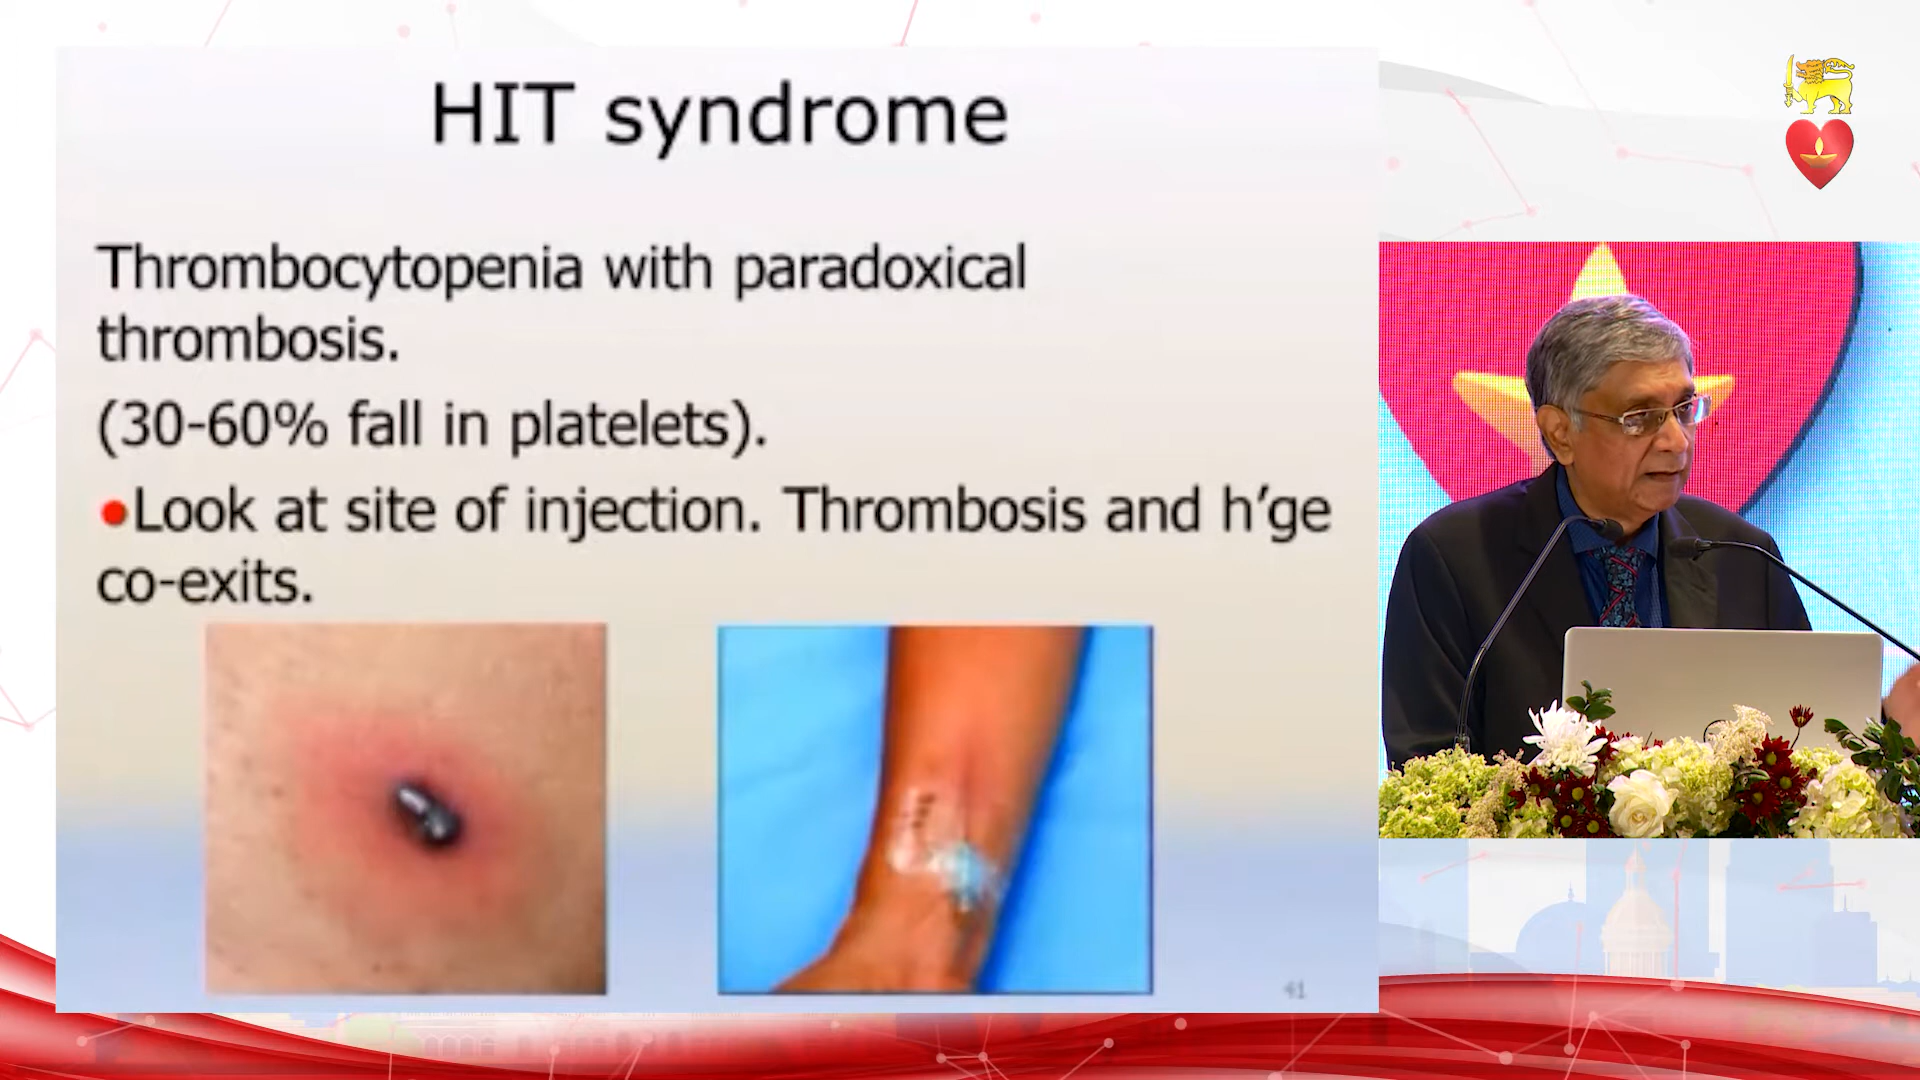 HIT syndrome
Thrombocytopenia with paradoxical
thrombosis.
(30-60% fall in platelets).
●Look at site of injection. Thrombosis and h’ge
co-exits.
41